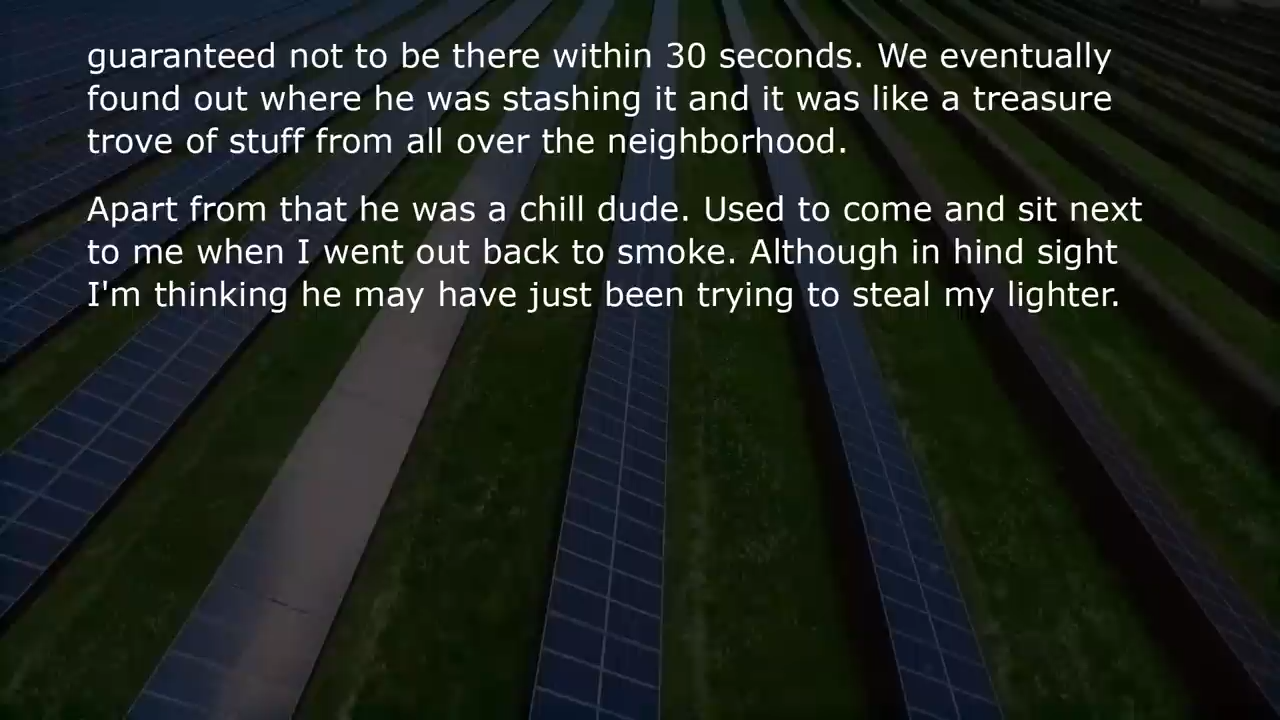 guaranteed not to be there within 30 seconds. We eventually
found out where he was stashing it and it was like a treasure
trove of stuff from all over the neighborhood.
Apart from that he was a chill dude. Used to come and sit next
to me when I went out back to smoke. Although in hind sight
I'm thinking he may have just been trying to steal my lighter.